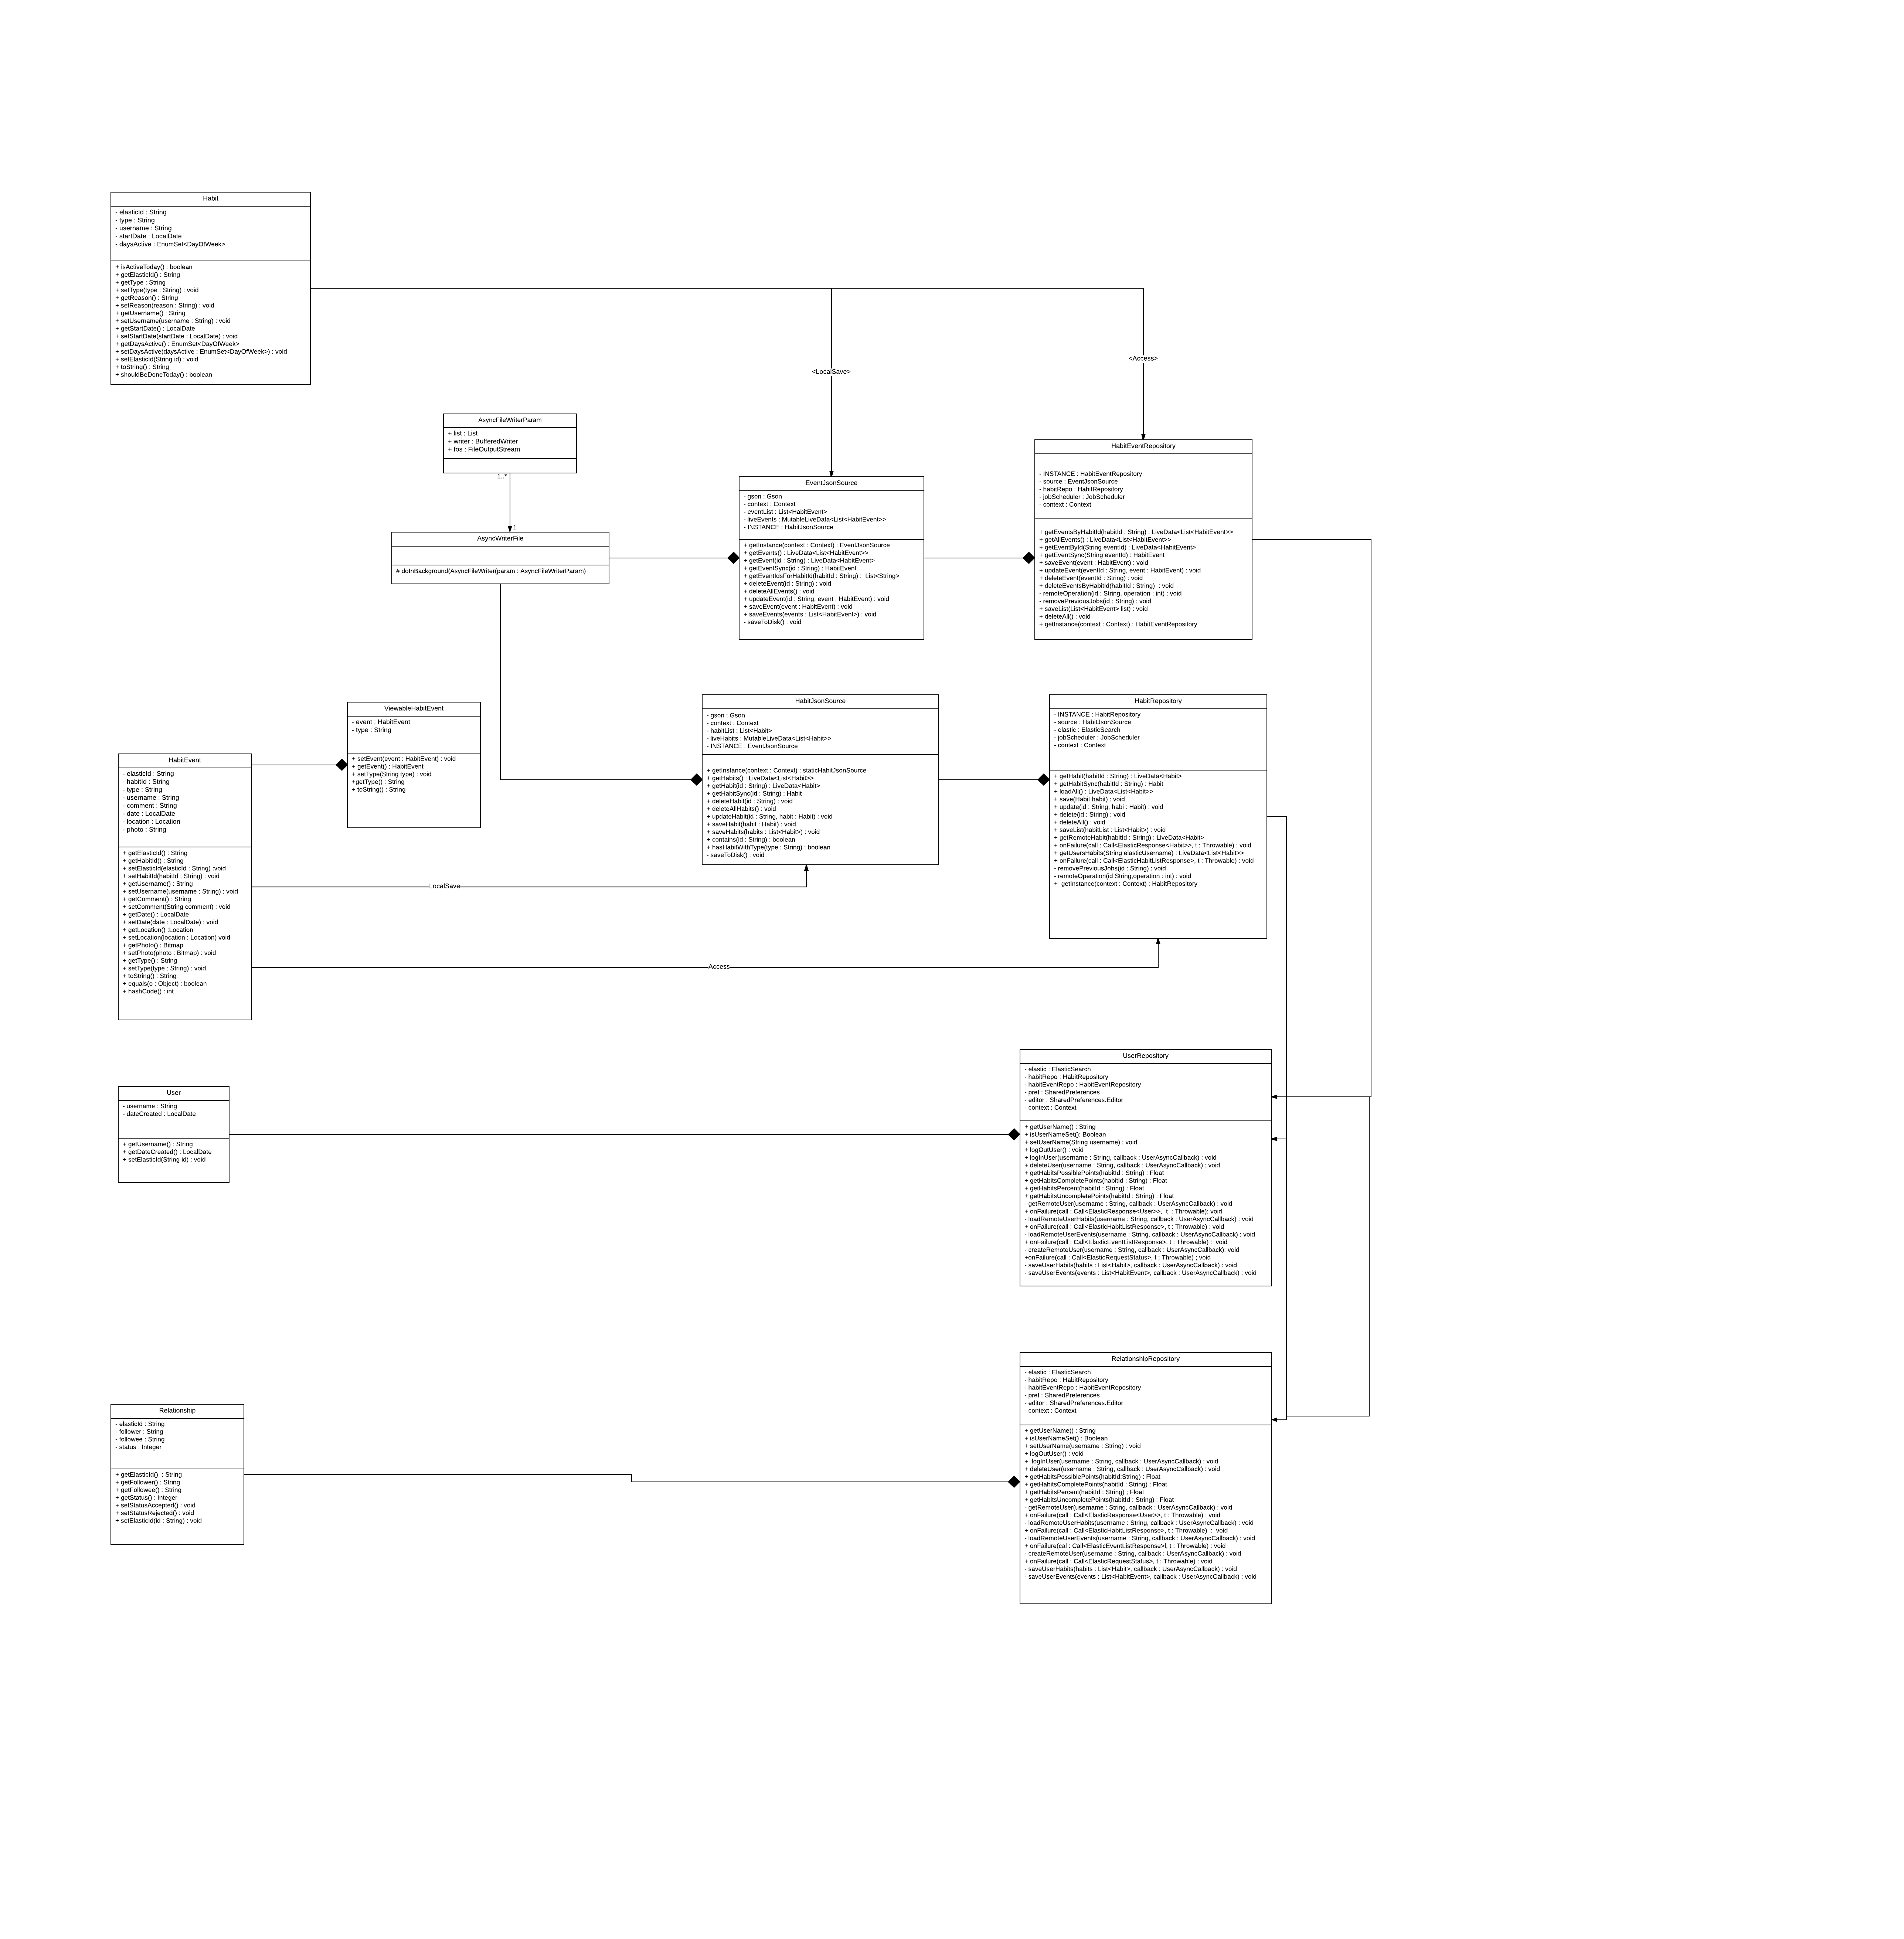 Habit
- elasticId : String
- type : String
- username : String
- startDate : LocalDate
- daysActive : EnumSet<DayOfWeek>
+ isActiveToday() : boolean
+ getElasticId() : String
+ getType : String
+ setType(type : String) : void
+ getReason() : String
+ setReason(reason : String) : void
+ getUsername() : String
+ setUsername(username : String) : void
+ getStartDate() : LocalDate
+ setStartDate(startDate : LocalDate) : void
+ getDaysActive() : EnumSet<DayOfWeek>
+ setDaysActive(daysActive : EnumSet<DayOfWeek>) : void
+ setElasticId(String id) : void
+ toString() : String
+ shouldBeDoneToday() : boolean
<LocalSave>
<Access>
AsyncFileWriterParam
+ list : List
+ writer : BufferedWriter
+ fos : FileOutputStream
1..*
1
AsyncWriterFile
# doInBackground(AsyncFileWriter(param : AsyncFileWriterParam)
EventJsonSource
- gson : Gson
- context : Context
- eventList : List<HabitEvent>
- liveEvents : MutableLiveData<List<HabitEvent>>
- INSTANCE : HabitJsonSource
+ getInstance(context : Context) : EventJsonSource
+ getEvents() : LiveData<List<HabitEvent>>
+ getEvent(id : String) : LiveData<HabitEvent>
+ getEventSync(id : String) : HabitEvent
+ getEventIdsForHabitId(habitId : String) :  List<String>
+ deleteEvent(id : String) : void
+ deleteAllEvents() : void
+ updateEvent(id : String, event : HabitEvent) : void
+ saveEvent(event : HabitEvent) : void
+ saveEvents(events : List<HabitEvent>) : void
- saveToDisk() : void
HabitEventRepository
- INSTANCE : HabitEventRepository
- source : EventJsonSource
- habitRepo : HabitRepository
- jobScheduler : JobScheduler
- context : Context
+ getEventsByHabitId(habitId : String) : LiveData<List<HabitEvent>>
+ getAllEvents() : LiveData<List<HabitEvent>>
+ getEventById(String eventId) : LiveData<HabitEvent>
+ getEventSync(String eventId) : HabitEvent
+ saveEvent(event : HabitEvent) : void
+ updateEvent(eventId : String, event : HabitEvent) : void
+ deleteEvent(eventId : String) : void
+ deleteEventsByHabitId(habitId : String)  : void
- remoteOperation(id : String, operation : int) : void
- removePreviousJobs(id : String) : void
+ saveList(List<HabitEvent> list) : void
+ deleteAll() : void
+ getInstance(context : Context) : HabitEventRepository
ViewableHabitEvent
- event : HabitEvent
- type : String
+ setEvent(event : HabitEvent) : void
+ getEvent() : HabitEvent
+ setType(String type) : void
+getType() : String
+ toString() : String
HabitJsonSource
- gson : Gson
- context : Context
- habitList : List<Habit>
- liveHabits : MutableLiveData<List<Habit>>
- INSTANCE : EventJsonSource
+ getInstance(context : Context) : staticHabitJsonSource
+ getHabits() : LiveData<List<Habit>>
+ getHabit(id : String) : LiveData<Habit>
+ getHabitSync(id : String) : Habit
+ deleteHabit(id : String) : void
+ deleteAllHabits() : void
+ updateHabit(id : String, habit : Habit) : void
+ saveHabit(habit : Habit) : void
+ saveHabits(habits : List<Habit>) : void
+ contains(id : String) : boolean
+ hasHabitWithType(type : String) : boolean
- saveToDisk() : void
HabitRepository
- INSTANCE : HabitRepository
- source : HabitJsonSource
- elastic : ElasticSearch
- jobScheduler : JobScheduler
- context : Context
+ getHabit(habitId : String) : LiveData<Habit>
+ getHabitSync(habitId : String) : Habit
+ loadAll() : LiveData<List<Habit>>
+ save(Habit habit) : void
+ update(id : String, habi : Habit) : void
+ delete(id : String) : void
+ deleteAll() : void
+ saveList(habitList : List<Habit>) : void
+ getRemoteHabit(habitId : String) : LiveData<Habit>
+ onFailure(call : Call<ElasticResponse<Habit>>, t : Throwable) : void
+ getUsersHabits(String elasticUsername) : LiveData<List<Habit>>
+ onFailure(call : Call<ElasticHabitListResponse>, t : Throwable) : void
- removePreviousJobs(id : String) : void
- remoteOperation(id String,operation : int) : void
+  getInstance(context : Context) : HabitRepository
HabitEvent
- elasticId : String
- habitId : String
- type : String
- username : String
- comment : String
- date : LocalDate
- location : Location
- photo : String
+ getElasticId() : String
+ getHabitId() : String
+ setElasticId(elasticId : String) :void
+ setHabitId(habitId ; String) : void
+ getUsername() : String
+ setUsername(username : String) : void
+ getComment() : String
+ setComment(String comment) : void
+ getDate() : LocalDate
+ setDate(date : LocalDate) : void
+ getLocation() :Location
+ setLocation(location : Location) void
+ getPhoto() : Bitmap
+ setPhoto(photo : Bitmap) : void
+ getType() : String
+ setType(type : String) : void
+ toString() : String
+ equals(o : Object) : boolean
+ hashCode() : int
LocalSave
Access
User
- username : String
- dateCreated : LocalDate
+ getUsername() : String
+ getDateCreated() : LocalDate
+ setElasticId(String id) : void
UserRepository
- elastic : ElasticSearch
- habitRepo : HabitRepository
- habitEventRepo : HabitEventRepository
- pref : SharedPreferences
- editor : SharedPreferences.Editor
- context : Context
+ getUserName() : String
+ isUserNameSet(): Boolean
+ setUserName(String username) : void
+ logOutUser() : void
+ logInUser(username : String, callback : UserAsyncCallback) : void
+ deleteUser(username : String, callback : UserAsyncCallback) : void
+ getHabitsPossiblePoints(habitId : String) : Float
+ getHabitsCompletePoints(habitId : String) : Float
+ getHabitsPercent(habitId : String) : Float
+ getHabitsUncompletePoints(habitId : String) : Float
- getRemoteUser(username : String, callback : UserAsyncCallback) : void
+ onFailure(call : Call<ElasticResponse<User>>,  t  : Throwable): void
- loadRemoteUserHabits(username : String, callback : UserAsyncCallback) : void
+ onFailure(call : Call<ElasticHabitListResponse>, t : Throwable) : void
- loadRemoteUserEvents(username : String, callback : UserAsyncCallback) : void
+ onFailure(call : Call<ElasticEventListResponse>, t : Throwable) :  void
- createRemoteUser(username : String, callback : UserAsyncCallback): void
+onFailure(call : Call<ElasticRequestStatus>, t ; Throwable) ; void
- saveUserHabits(habits : List<Habit>, callback : UserAsyncCallback) : void
- saveUserEvents(events : List<HabitEvent>, callback : UserAsyncCallback) : void
Relationship
- elasticId : String
- follower : String
- followee : String
- status : Integer
+ getElasticId()  : String
+ getFollower() : String
+ getFollowee() : String
+ getStatus() : Integer
+ setStatusAccepted() : void
+ setStatusRejected() : void
+ setElasticId(id : String) : void
RelationshipRepository
- elastic : ElasticSearch
- habitRepo : HabitRepository
- habitEventRepo : HabitEventRepository
- pref : SharedPreferences
- editor : SharedPreferences.Editor
- context : Context
+ getUserName() : String
+ isUserNameSet() : Boolean
+ setUserName(username : String) : void
+ logOutUser() : void
+  logInUser(username : String, callback : UserAsyncCallback) : void
+ deleteUser(username : String, callback : UserAsyncCallback) : void
+ getHabitsPossiblePoints(habitId:String) : Float
+ getHabitsCompletePoints(habitId : String) : Float
+ getHabitsPercent(habitId : String) ; Float
+ getHabitsUncompletePoints(habitId : String) : Float
- getRemoteUser(username : String, callback : UserAsyncCallback) : void
+ onFailure(call : Call<ElasticResponse<User>>, t : Throwable) : void
- loadRemoteUserHabits(username : String, callback : UserAsyncCallback) : void
+ onFailure(call : Call<ElasticHabitListResponse>, t : Throwable)  :  void
- loadRemoteUserEvents(username : String, callback : UserAsyncCallback) : void
+ onFailure(cal : Call<ElasticEventListResponse>l, t : Throwable) : void
- createRemoteUser(username : String, callback : UserAsyncCallback) : void
+ onFailure(call : Call<ElasticRequestStatus>, t : Throwable) : void
- saveUserHabits(habits : List<Habit>, callback : UserAsyncCallback) : void
- saveUserEvents(events : List<HabitEvent>, callback : UserAsyncCallback) : void